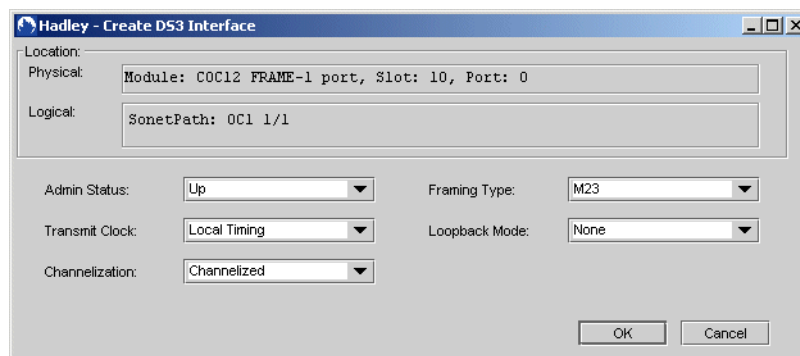 Hadley - Create DS3 Interface
Location:
Physical:
Module: COC12 FRAME-1 port, Slot: 10, Port: 0
Logical:
SonetPath: OC1 1/1
Admin Status: Up Framing Type: M23
Transmit Clock: Local Timing Loopback Mode: None
Channelization: Channelized
OK Cancel